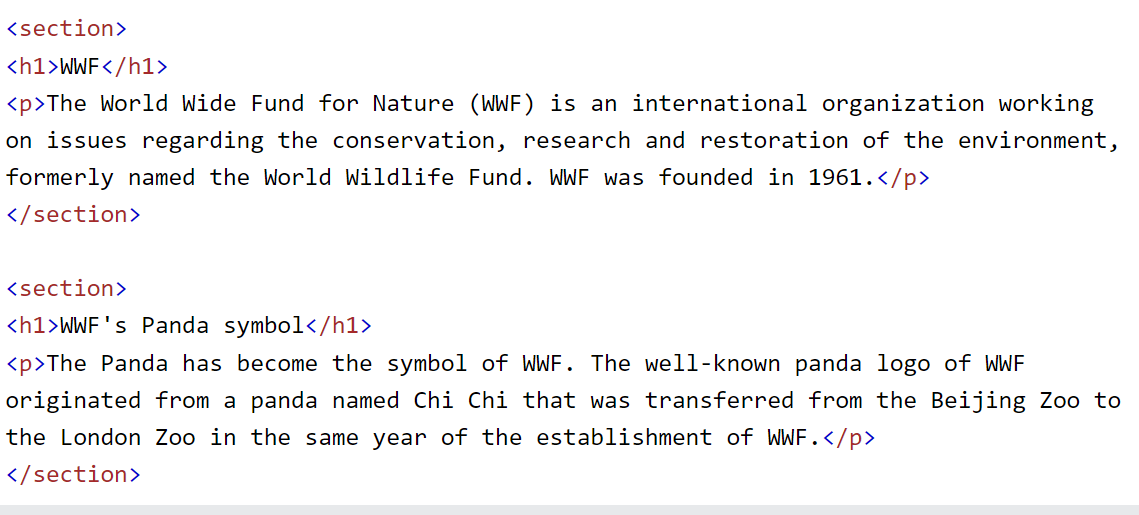 <section>
<h1>WWF</h1>
<p>The World Wide Fund for Nature (WWF) is an international organization working
on issues regarding the conservation, research and restoration of the environment,
formerly named the World Wildlife Fund. WWF was founded in 1961.</p>
</section>
<section>
<h1>WWF's Panda symbol</h1>
<p>The Panda has become the symbol of WWF. The well-known panda logo of WWF
originated from a panda named Chi Chi that was transferred from the Beijing Zoo to
the London Zoo in the same year of the establishment of WWF.</p>
</section>